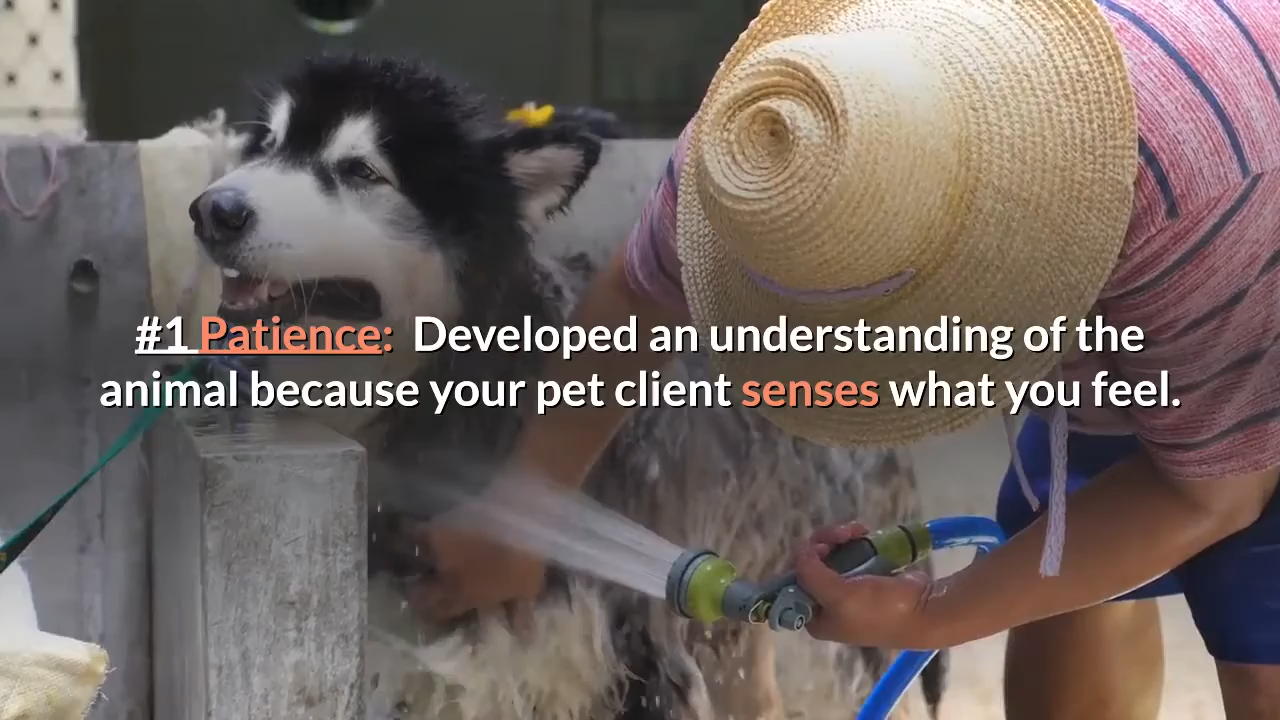 #1 Patience: Developed an understanding of the
animal because your pet client senses what you feel.